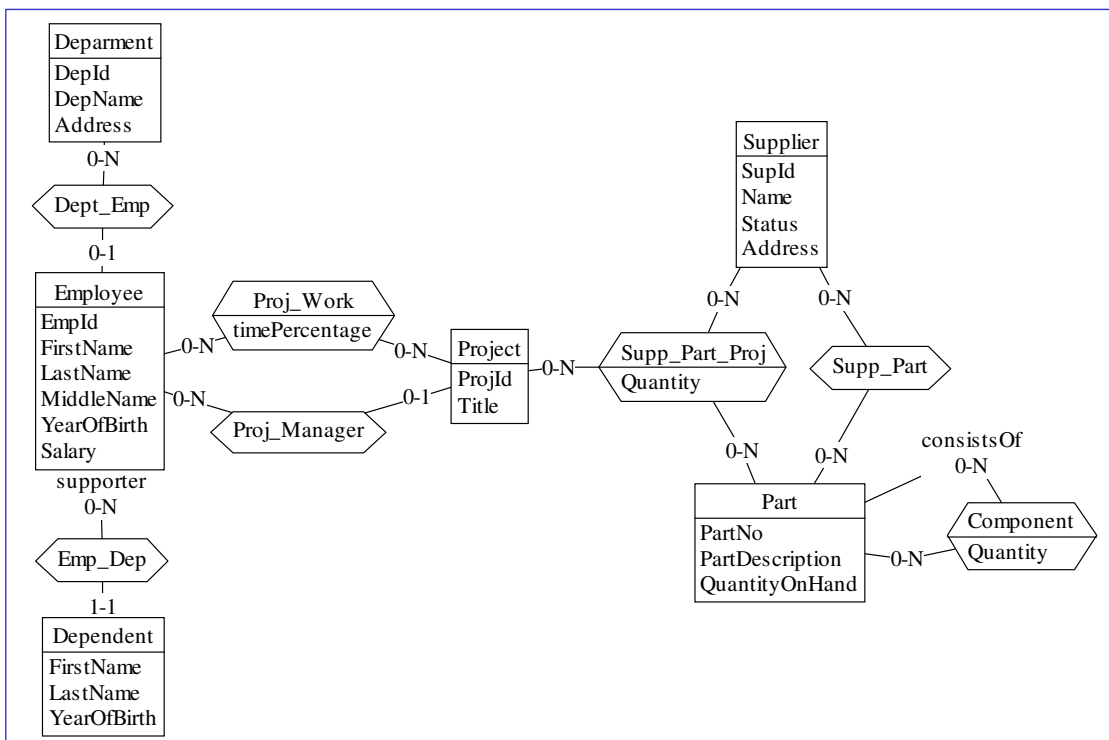 Deparment
DepId
DepName
Address
0-N
Dept_Emp
0-1
Employee
EmpId
FirstName
LastName
MiddleName
YearOfBirth
Salary
supporter
0-N
Emp_Dep
1-1
Dependent
FirstName
LastName
YearOfBirth
0-N
Proj_Work
timePercentage
0-N
0-N
Proj_Manager
0-1
Project
ProjId
Title
0-N
Supp_Part_Proj
Quantity
0-N
0-N
Supplier
SupId
Name
Status
Address
0-N
Supp_Part
0-N
Part
PartNo
PartDescription
QuantityOnHand
consistsOf
0-N
Component
Quantity
0-N